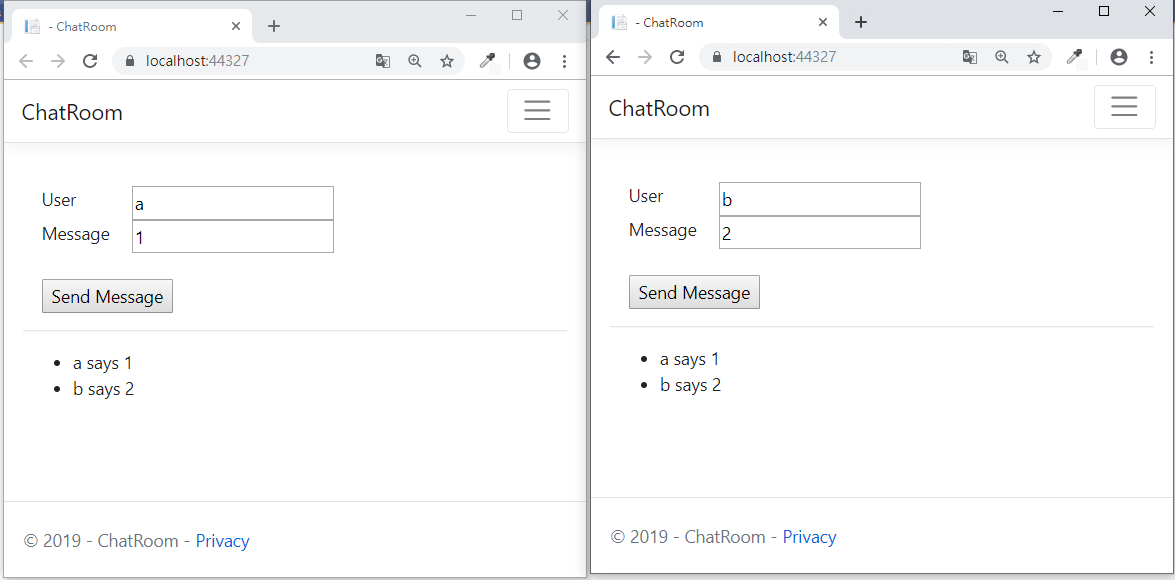 - ChatRoom
localhost:44327
ChatRoom
User a
Message 1
Send Message
a says 1
b says 2
© 2019 - ChatRoom - Privacy
- ChatRoom
localhost:44327
ChatRoom
User b
Message 2
Send Message
a says 1
b says 2
© 2019 - ChatRoom - Privacy